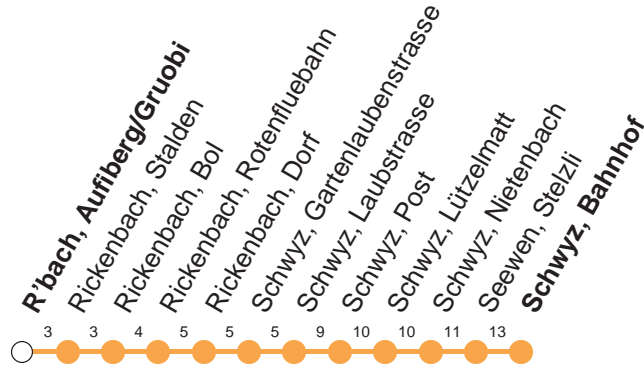 R'bach, Aufiberg/Gruobi
Rickenbach, Stalden
Rickenbach, Bol
Rickenbach, Rotenfluebahn
Rickenbach, Dorf
Schwyz, Gartenlaubenstrasse
Schwyz, Laubstrasse
Schwyz, Post
Schwyz, Lützelmatt
Schwyz, Nietenbach
Seewen, Stelzli
Schwyz, Bahnhof
3 3 4 5 5 5 9 10 10 11 13